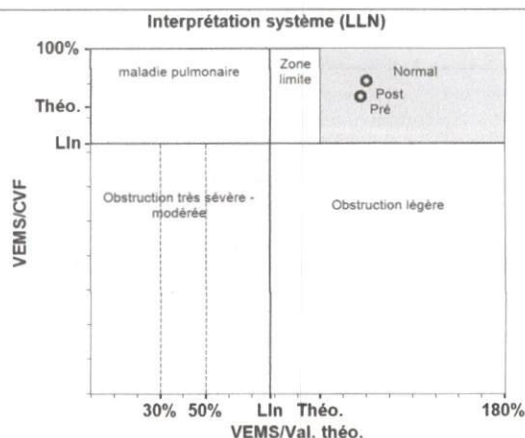 Interprétation système (LLN)
100%
maladie pulmonaire
Zone
limite
Normal
Théo.
Post
Pré
Lln
VEMS/CVF
Obstruction très sévère -
modérée
Obstruction légère
30% 50% Lln Théo. 180%
VEMS/Val. théo.